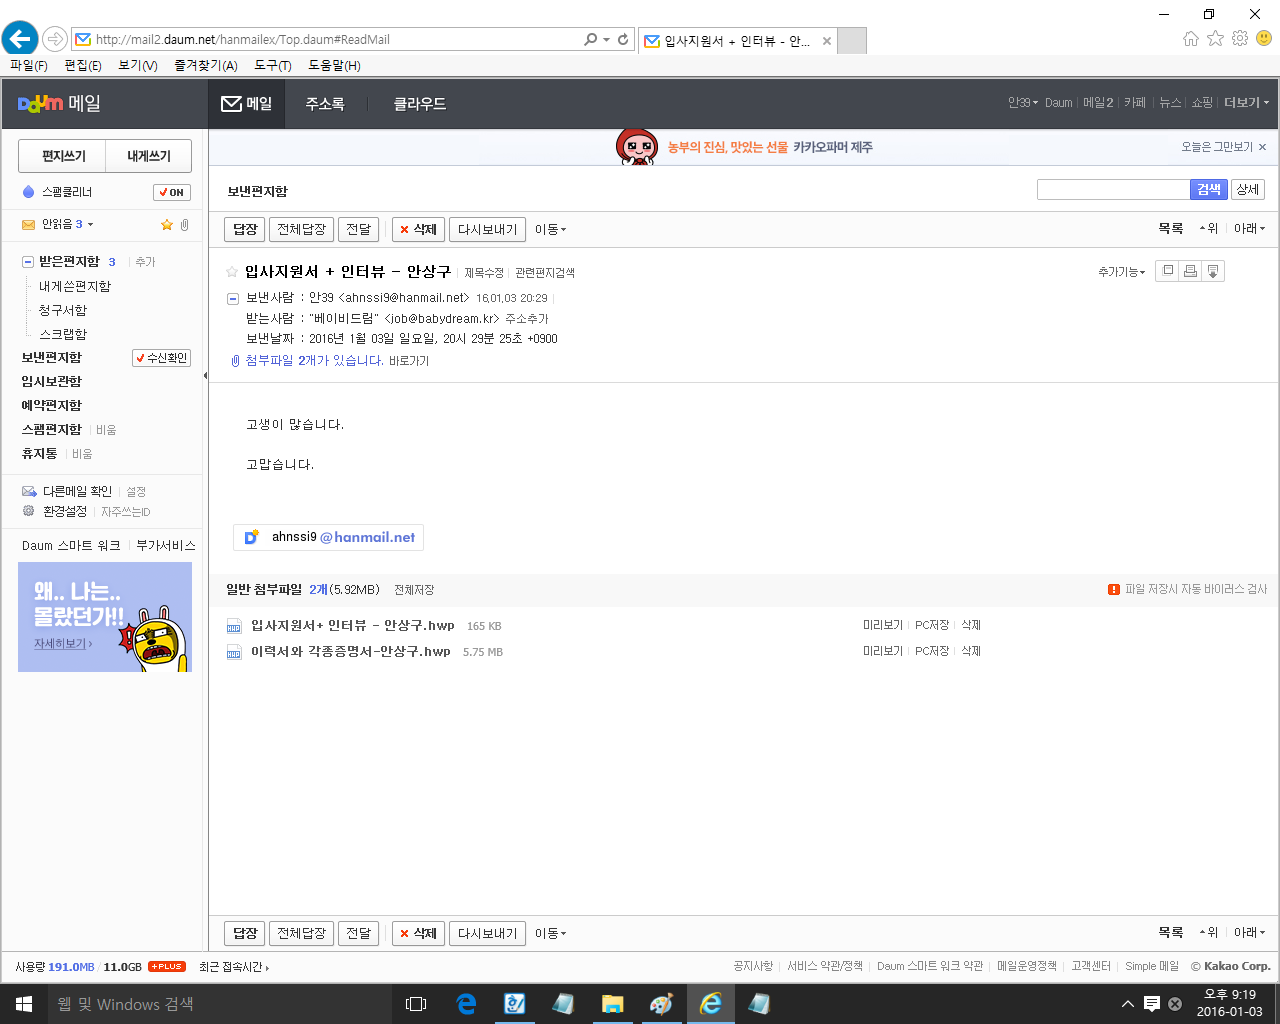 http://mail2.daum.net/hanmailex/Top.daum#ReadMail
입사지원서 + 인터뷰 - 안...
파일(F) 편집(E) 보기(V) 즐겨찾기(A) 도구(T) 도움말(H)
Daum 메일
메일 주소록 클라우드
안39 Daum 메일2 카페 뉴스 쇼핑 더보기
편지쓰기 내게쓰기
농부의 진심, 맛있는 선물 카카오파머 제주
오늘은 그만보기
스팸클리너 ON
보낸편지함
검색 상세
안읽음 3
답장 전체답장 전달 삭제 다시보내기 이동
목록 위 아래
받은편지함 3 추가
내게쓴편지함
청구서함
스크랩함
보낸편지함 수신확인
임시보관함
예약편지함
스팸편지함 비움
휴지통 비움
다른메일 확인 설정
환경설정 자주쓰는ID
Daum 스마트 워크 부가서비스
왜.. 나는..
몰랐던가!!
자세히보기 ›
입사지원서 + 인터뷰 - 안상구 제목수정 관련편지검색
추가기능
보낸사람 : 안39 <ahnssi9@hanmail.net> 16.01.03 20:29
받는사람 : "베이비드림" <job@babydream.kr> 주소추가
보낸날짜 : 2016년 1월 03일 일요일, 20시 29분 25초 +0900
첨부파일 2개가 있습니다. 바로가기
고생이 많습니다.
고맙습니다.
D ahnssi9 @hanmail.net
일반 첨부파일 2개(5.92MB) 전체저장
파일 저장시 자동 바이러스 검사
입사지원서+ 인터뷰 - 안상구.hwp 165 KB
미리보기 PC저장 삭제
이력서와 각종증명서-안상구.hwp 5.75 MB
미리보기 PC저장 삭제
답장 전체답장 전달 삭제 다시보내기 이동
목록 위 아래
사용량 191.0MB / 11.0GB +PLUS 최근 접속시간
공지사항 서비스 약관/정책 Daum 스마트 워크 약관 메일운영정책 고객센터 Simple 메일 © Kakao Corp.
웹 및 Windows 검색
오후 9:19
2016-01-03